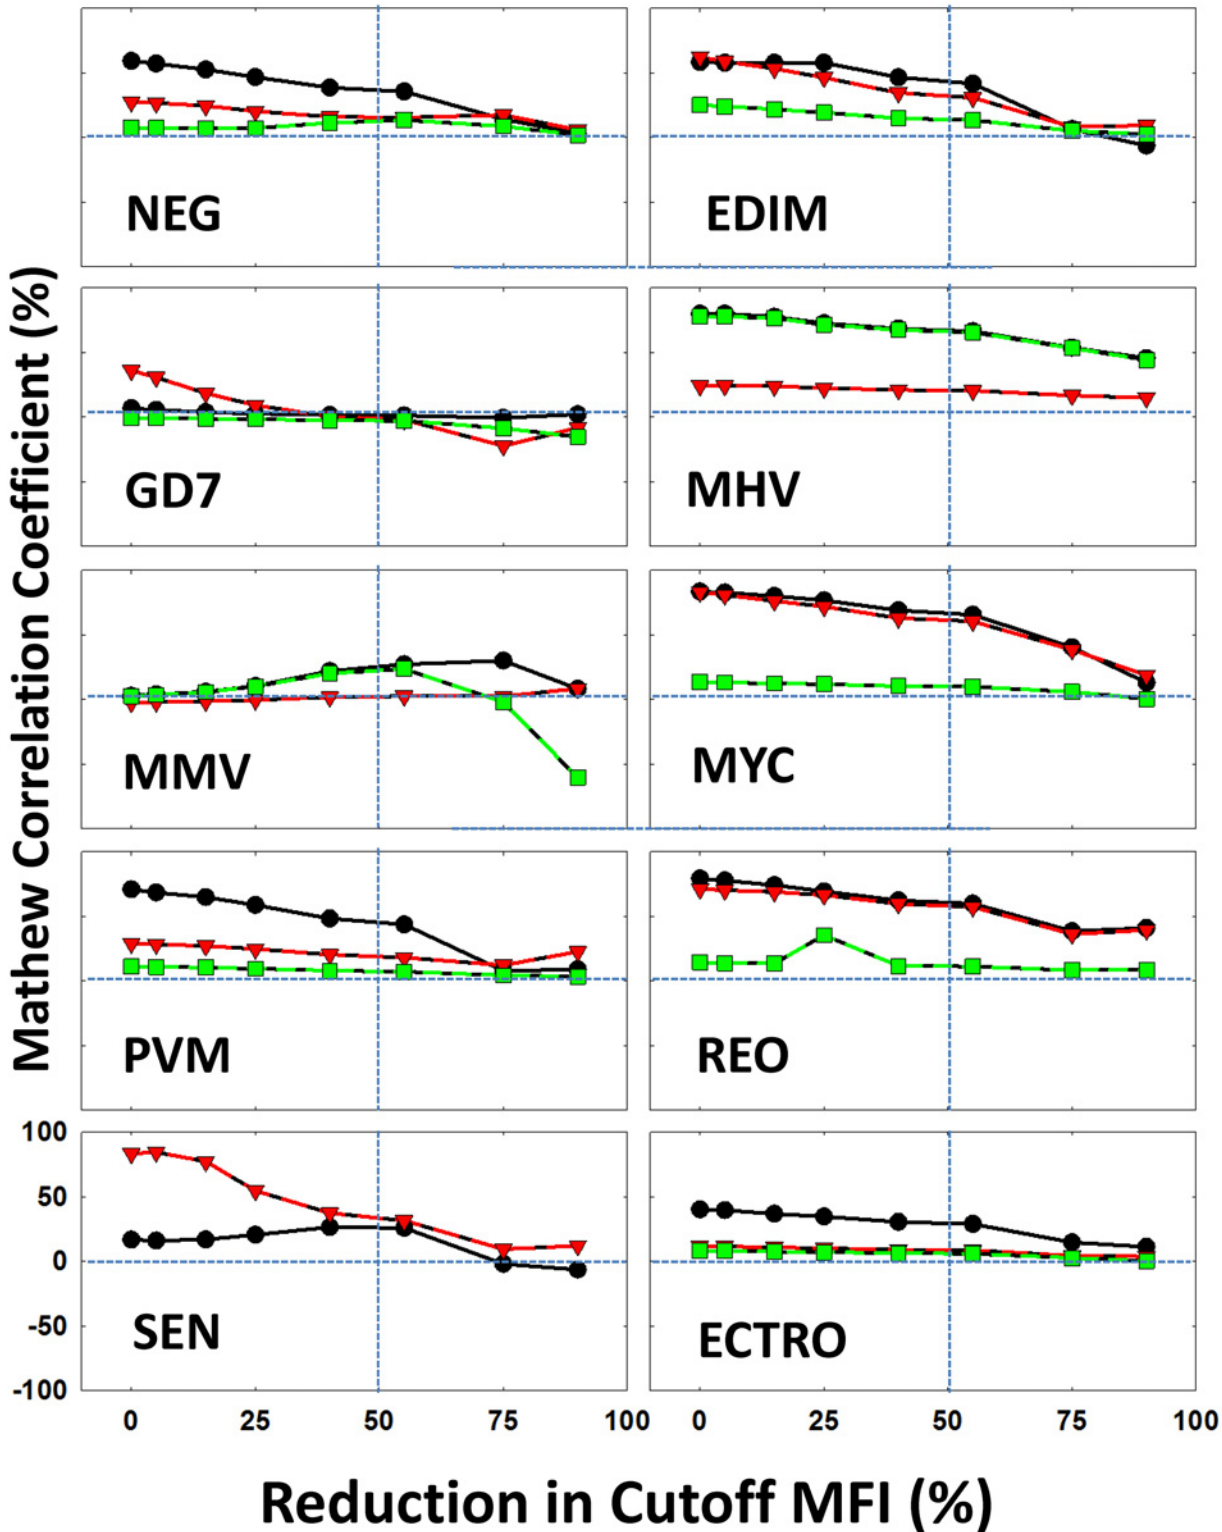 Mathew Correlation Coefficient (%)
NEG
EDIM
GD7
MHV
MMV
MYC
PVM
REO
100
50
0
-50
-100
SEN
ECTRO
0 25 50 75 100
0 25 50 75 100
Reduction in Cutoff MFI (%)